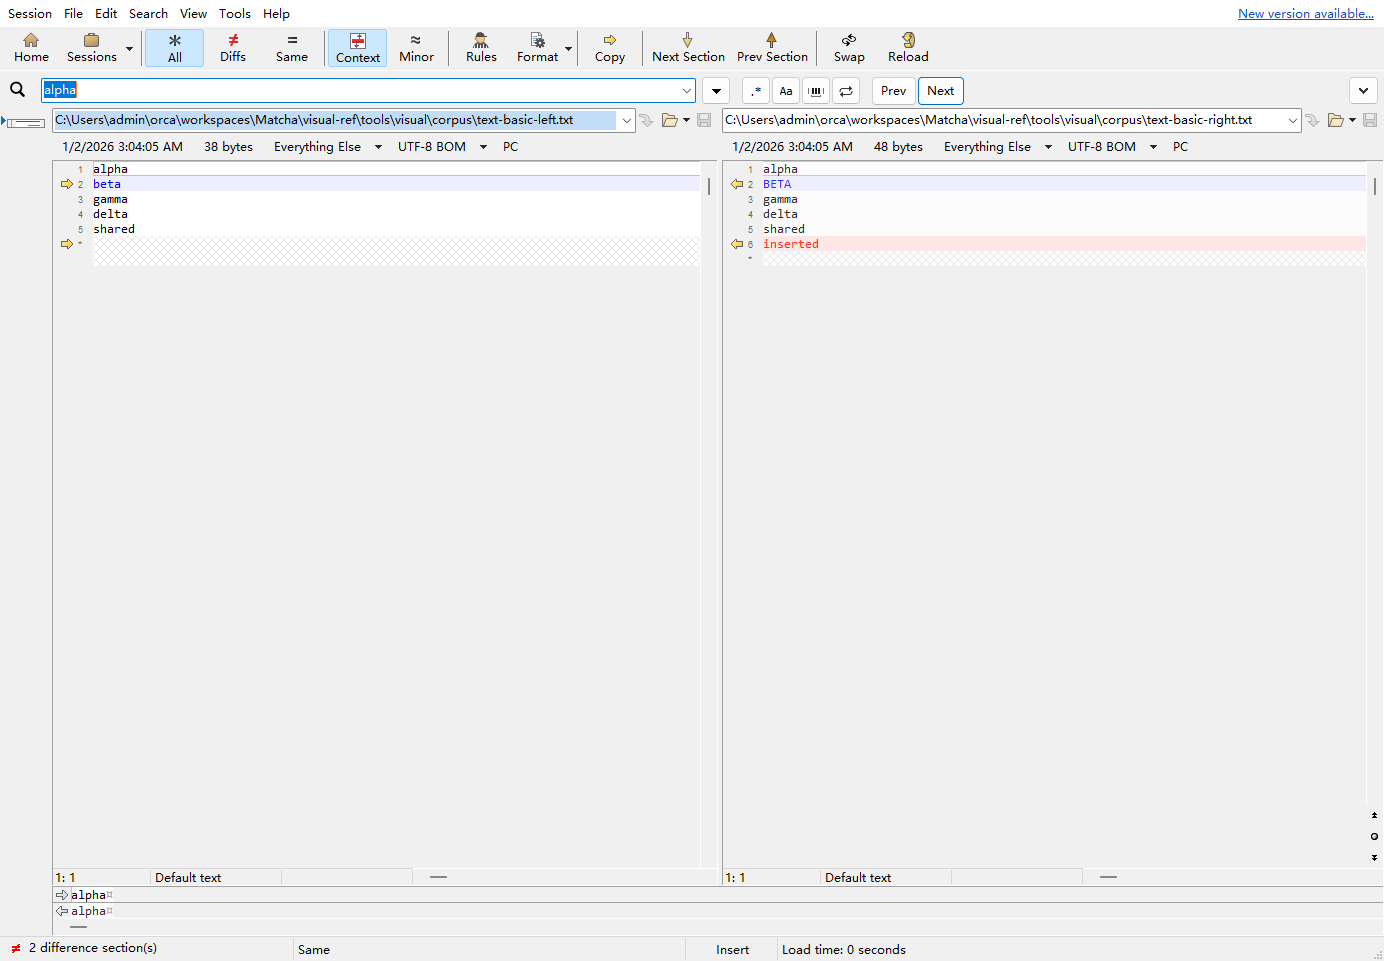 Session File Edit Search View Tools Help New version available...
Home Sessions All Diffs Same Context Minor Rules Format Copy Next Section Prev Section Swap Reload
alpha .* Aa Prev Next
C:\Users\admin\orca\workspaces\Matcha\visual-ref\tools\visual\corpus\text-basic-left.txt C:\Users\admin\orca\workspaces\Matcha\visual-ref\tools\visual\corpus\text-basic-right.txt
1/2/2026 3:04:05 AM 38 bytes Everything Else UTF-8 BOM PC 1/2/2026 3:04:05 AM 48 bytes Everything Else UTF-8 BOM PC
1 alpha 1 alpha
2 beta 2 BETA
3 gamma 3 gamma
4 delta 4 delta
5 shared 5 shared
* 6 inserted
*
1: 1 Default text 1: 1 Default text
alpha¤
alpha¤
≠ 2 difference section(s) Same Insert Load time: 0 seconds